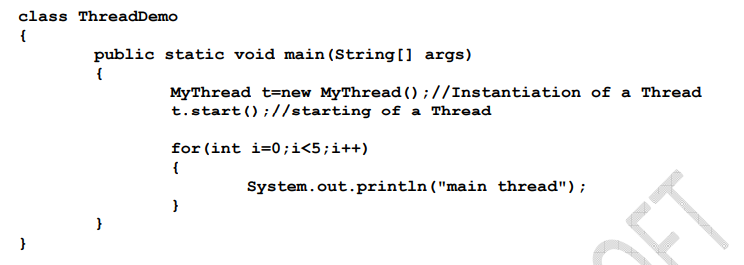 class ThreadDemo
{
public static void main(String[] args)
{
MyThread t=new MyThread();//Instantiation of a Thread
t.start();//starting of a Thread
for(int i=0;i<5;i++)
{
System.out.println("main thread");
}
}
}
OFT